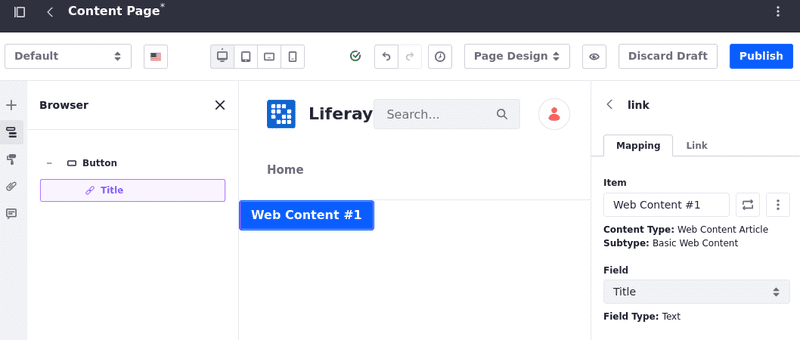 Content Page*
Default
Page Design
Discard Draft
Publish
Browser
Button
Title
Liferay
Search...
Home
Web Content #1
link
Mapping
Link
Item
Web Content #1
Content Type: Web Content Article
Subtype: Basic Web Content
Field
Title
Field Type: Text